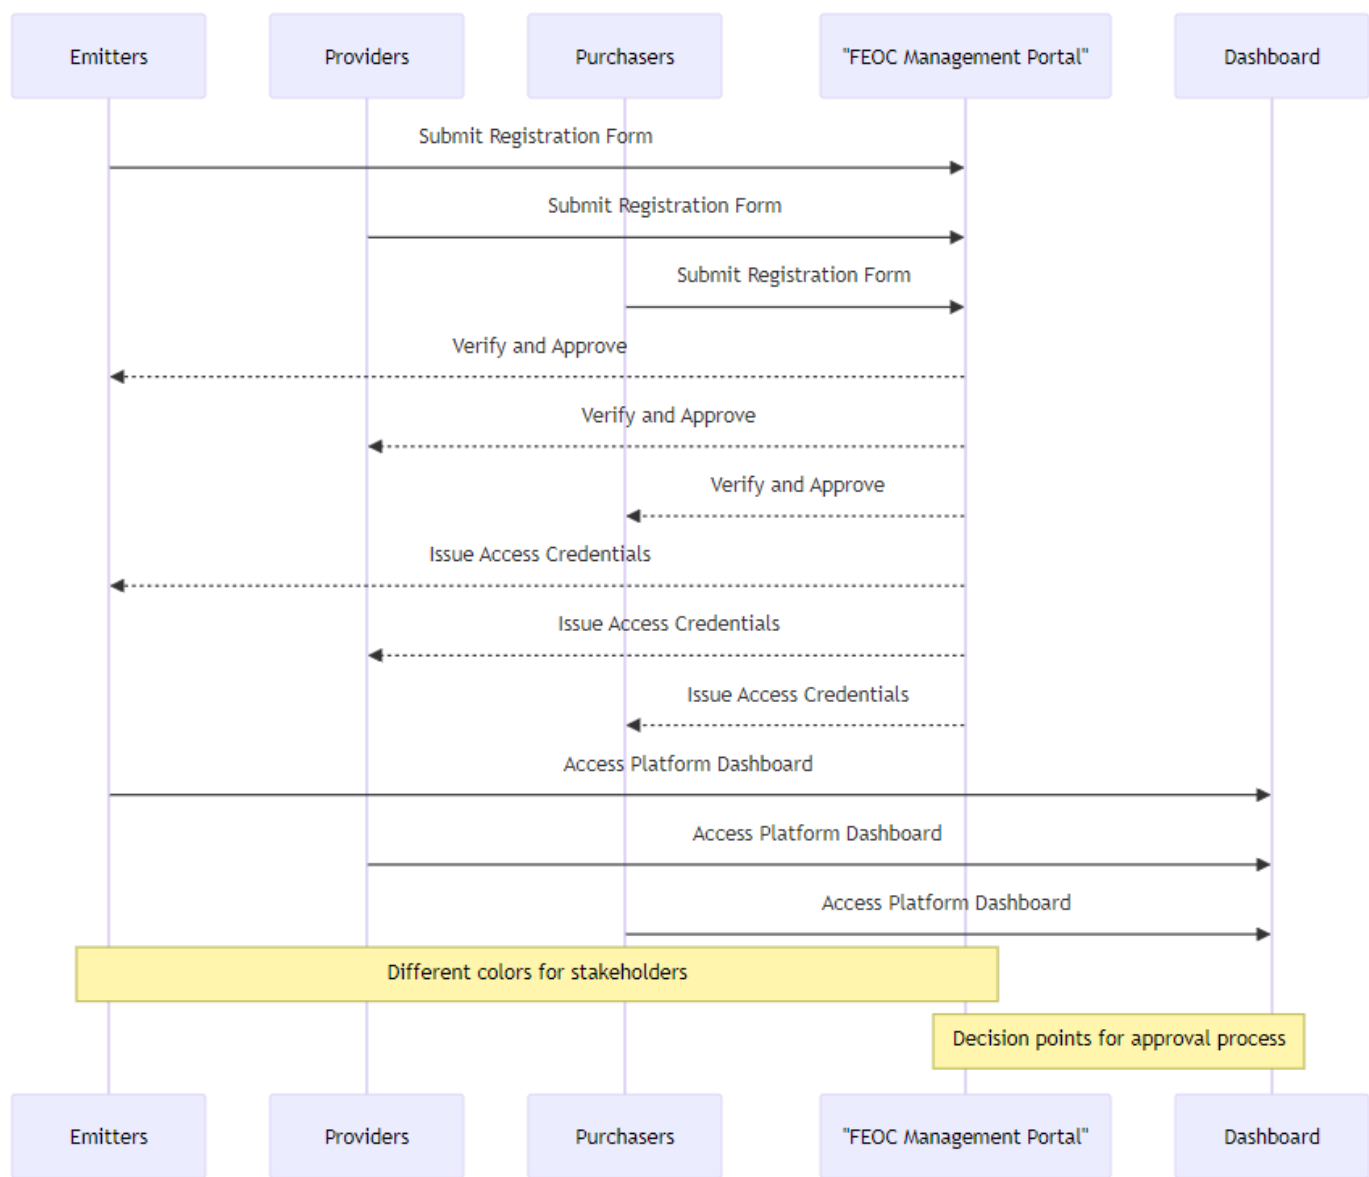 Emitters
Providers
Purchasers
"FEOC Management Portal"
Dashboard
Submit Registration Form
Submit Registration Form
Submit Registration Form
Verify and Approve
Verify and Approve
Verify and Approve
Issue Access Credentials
Issue Access Credentials
Issue Access Credentials
Access Platform Dashboard
Access Platform Dashboard
Access Platform Dashboard
Different colors for stakeholders
Decision points for approval process
Emitters
Providers
Purchasers
"FEOC Management Portal"
Dashboard